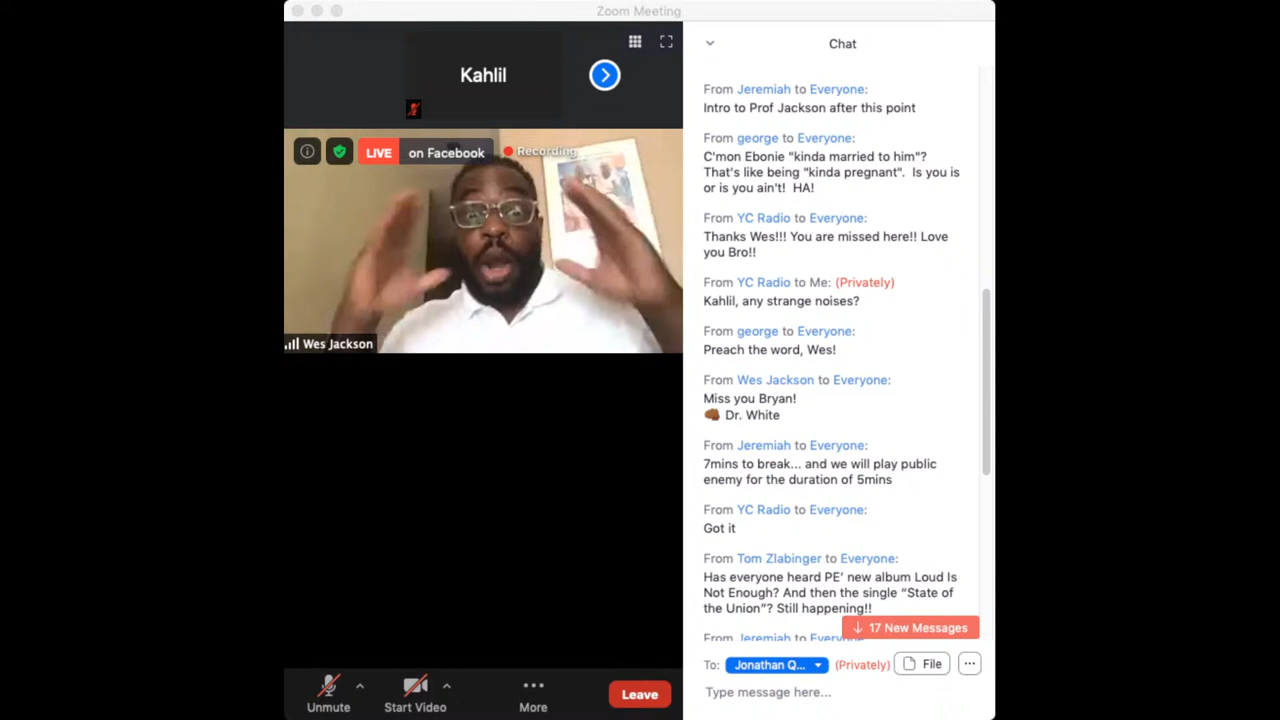 Zoom Meeting
Kahlil
LIVE on Facebook
Recording
Wes Jackson
Unmute
Start Video
More
Leave
Chat
From Jeremiah to Everyone:
Intro to Prof Jackson after this point
From george to Everyone:
C'mon Ebonie "kinda married to him"?
That's like being "kinda pregnant".  Is you is
or is you ain't!  HA!
From YC Radio to Everyone:
Thanks Wes!!! You are missed here!! Love
you Bro!!
From YC Radio to Me: (Privately)
Kahlil, any strange noises?
From george to Everyone:
Preach the word, Wes!
From Wes Jackson to Everyone:
Miss you Bryan!
👊🏾 Dr. White
From Jeremiah to Everyone:
7mins to break... and we will play public
enemy for the duration of 5mins
From YC Radio to Everyone:
Got it
From Tom Zlabinger to Everyone:
Has everyone heard PE’ new album Loud Is
Not Enough? And then the single “State of
the Union”? Still happening!!
From Jeremiah to Everyone:
↓ 17 New Messages
To: Jonathan Q... (Privately) File ...
Type message here...